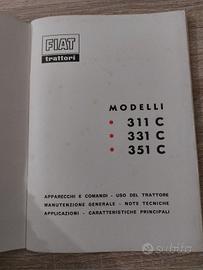 FIAT
trattori
MODELLI
• 311 C
• 331 C
• 351 C
APPARECCHI E COMANDI - USO DEL TRATTORE
MANUTENZIONE GENERALE - NOTE TECNICHE
APPLICAZIONI - CARATTERISTICHE PRINCIPALI
subito